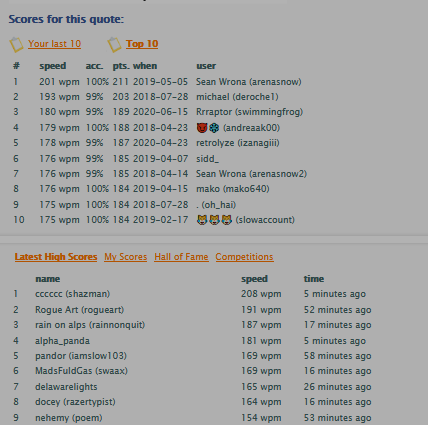 Scores for this quote:
Your last 10 Top 10
# speed acc. pts. when user
1 201 wpm 100% 211 2019-05-05 Sean Wrona (arenasnow)
2 193 wpm 99% 203 2018-07-28 michael (deroche1)
3 180 wpm 99% 189 2020-06-15 Rrraptor (swimmingfrog)
4 179 wpm 100% 188 2018-04-23 (andreaak00)
5 178 wpm 99% 187 2020-04-23 retrolyze (izanagiii)
6 176 wpm 99% 185 2019-04-07 sidd_
7 176 wpm 99% 185 2018-04-14 Sean Wrona (arenasnow2)
8 176 wpm 100% 184 2019-04-15 mako (mako640)
9 175 wpm 100% 184 2018-07-28 . (oh_hai)
10 175 wpm 100% 184 2019-02-17 (slowaccount)
Latest High Scores My Scores Hall of Fame Competitions
name speed time
1 cccccc (shazman) 208 wpm 5 minutes ago
2 Rogue Art (rogueart) 191 wpm 52 minutes ago
3 rain on alps (rainnonquit) 187 wpm 17 minutes ago
4 alpha_panda 181 wpm 5 minutes ago
5 pandor (iamslow103) 169 wpm 58 minutes ago
6 MadsFuldGas (swaax) 169 wpm 16 minutes ago
7 delawarelights 165 wpm 26 minutes ago
8 docey (razertypist) 164 wpm 16 minutes ago
9 nehemy (poem) 154 wpm 53 minutes ago